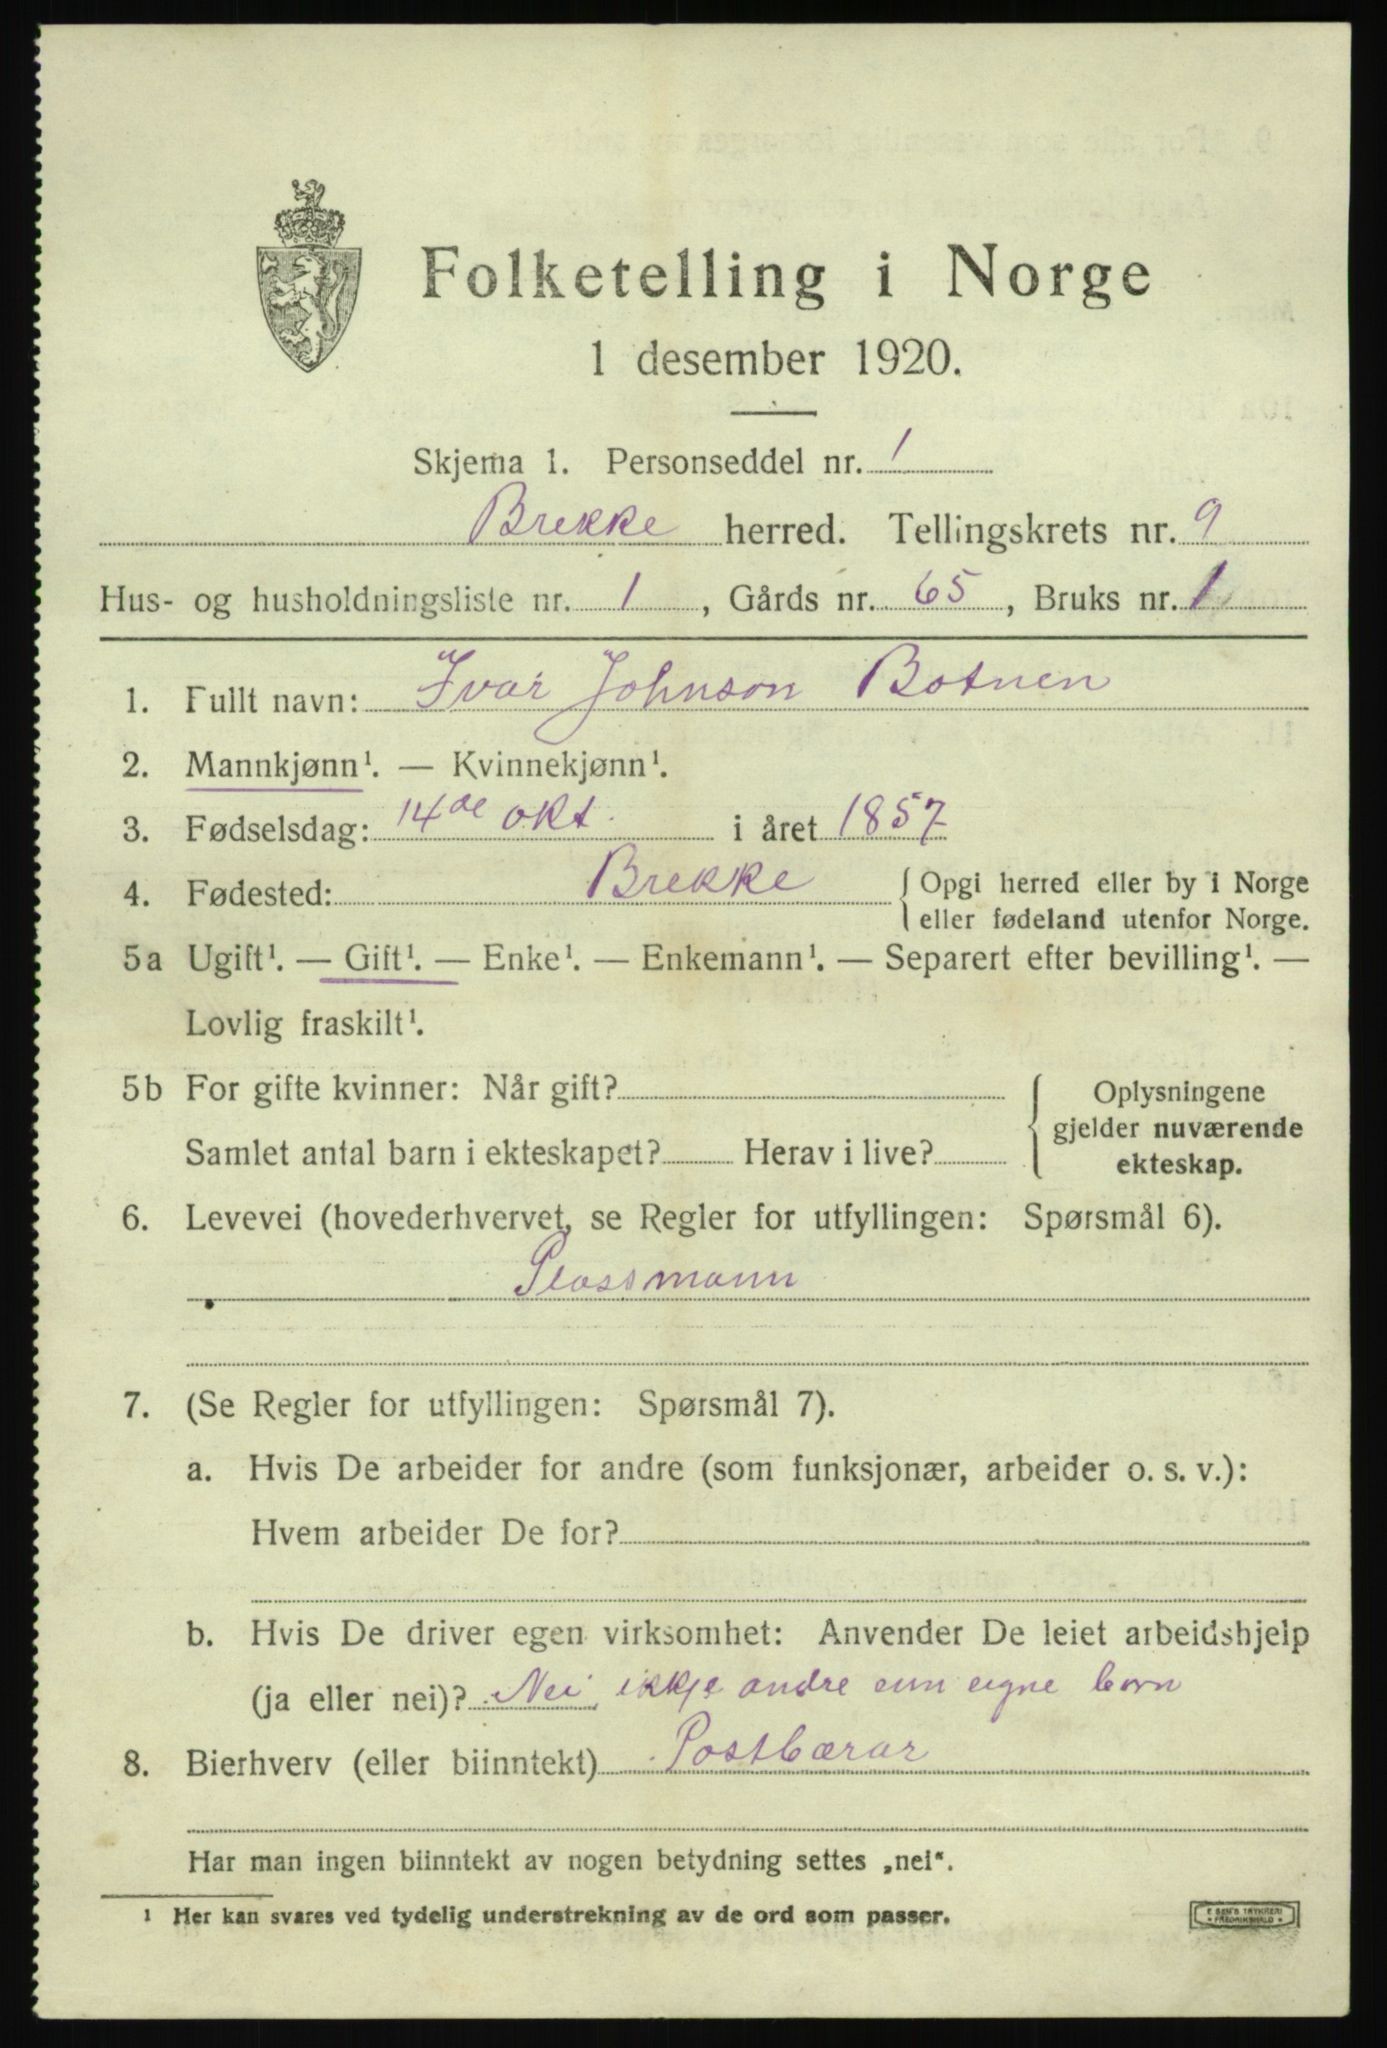 Folketelling i Norge
1 desember 1920.
Skjema 1. Personseddel nr. 1
Brekke herred. Tellingskrets nr. 9
Hus- og husholdningsliste nr. 1, Gårds nr. 65, Bruks nr. 1
1. Fullt navn: Ivar Johnson Botnen
2. Mannkjønn¹. — Kvinnekjønn¹.
3. Fødselsdag: 14de okt. i året 1857
4. Fødested: Brekke { Opgi herred eller by i Norge
eller fødeland utenfor Norge.
5a Ugift¹. — Gift¹. — Enke¹. — Enkemann¹. — Separert efter bevilling¹. —
Lovlig fraskilt¹.
5b For gifte kvinner: Når gift?
Samlet antal barn i ekteskapet? Herav i live?
{ Oplysningene
gjelder nuværende
ekteskap.
6. Levevei (hovederhvervet, se Regler for utfyllingen: Spørsmål 6).
Plassmann
7. (Se Regler for utfyllingen: Spørsmål 7).
a. Hvis De arbeider for andre (som funksjonær, arbeider o. s. v.):
Hvem arbeider De for?
b. Hvis De driver egen virksomhet: Anvender De leiet arbeidshjelp
(ja eller nei)? Nei, ikkje andre enn eigne born
8. Bierhverv (eller biinntekt) Postberar
Har man ingen biinntekt av nogen betydning settes „nei".
¹ Her kan svares ved tydelig understrekning av de ord som passer.